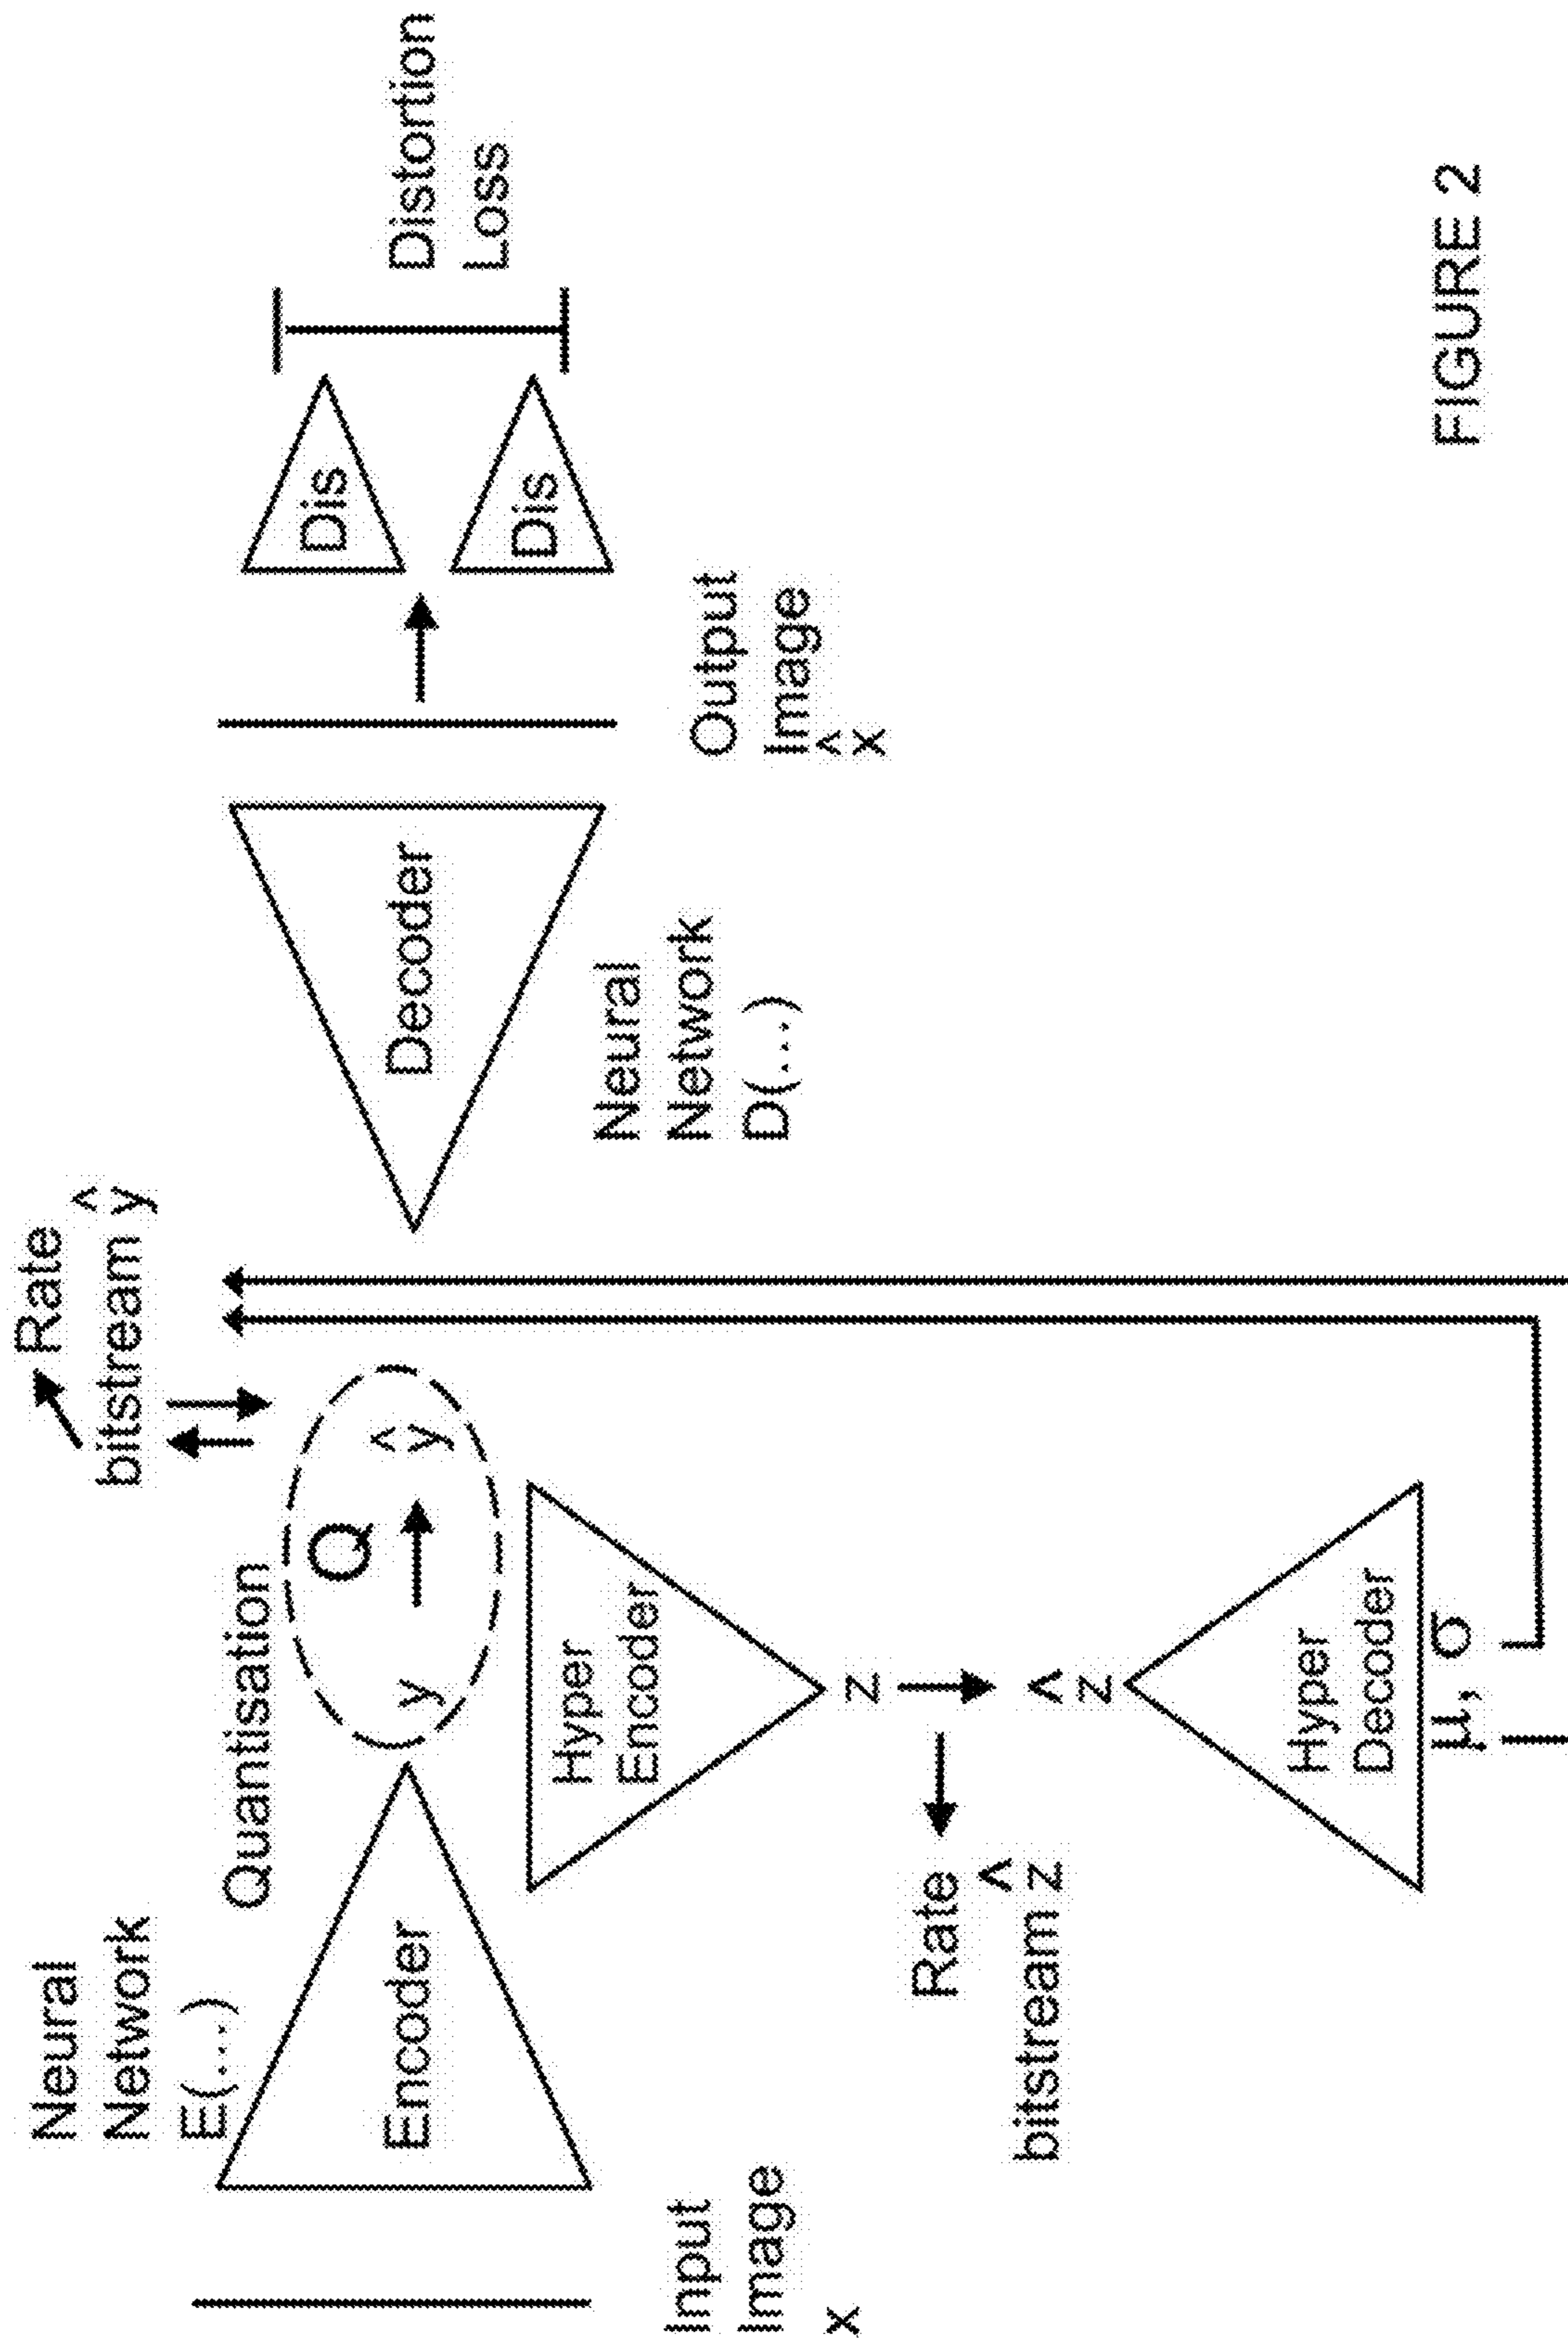 Neural
Network
E(...)
Encoder
Input
Image
x
Quantisation
Q
y
ŷ
Rate
bitstream ŷ
Hyper
Encoder
z
ẑ
Rate
bitstream ẑ
Hyper
Decoder
μ, σ
Decoder
Neural
Network
D(...)
Output
Image
x̂
Dis
Dis
Distortion
Loss
FIGURE 2